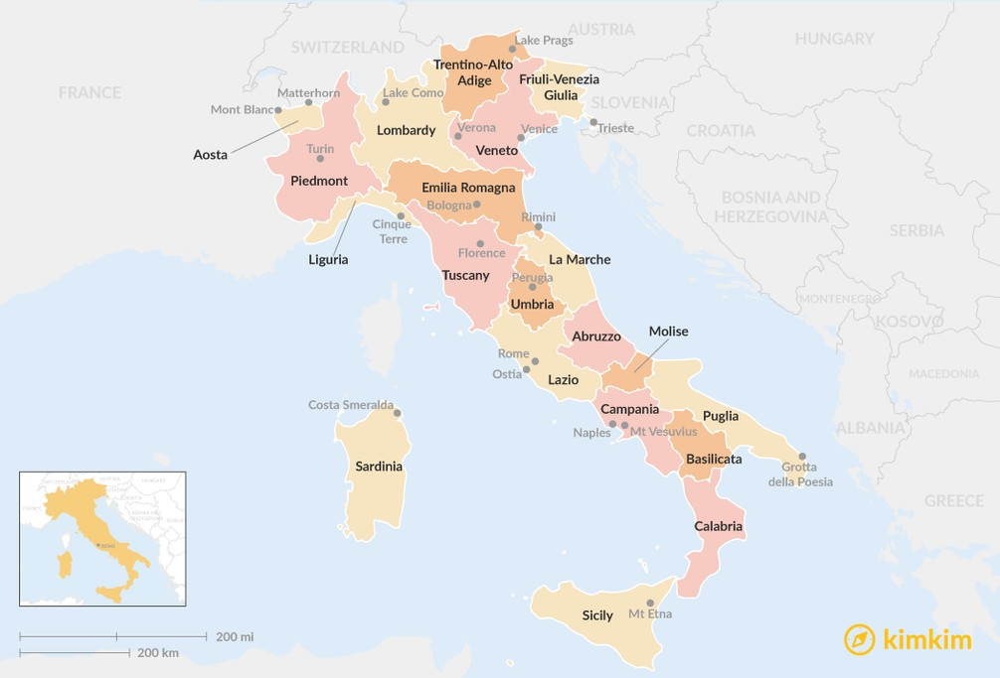 AUSTRIA
Lake Prags
HUNGARY
SWITZERLAND
Trentino-Alto
Adige
Friuli-Venezia
Giulia
FRANCE
Matterhorn
Lake Como
Mont Blanc
SLOVENIA
Lombardy
Verona
Venice
Trieste
CROATIA
Aosta
Turin
Veneto
Piedmont
Emilia Romagna
Bologna
BOSNIA AND
HERZEGOVINA
Cinque
Terre
Rimini
SERBIA
Liguria
Florence
La Marche
Tuscany
Perugia
Umbria
MONTENEGRO
KOSOVO
Abruzzo
Molise
Rome
Ostia
Lazio
MACEDONIA
Costa Smeralda
Campania
Puglia
Naples
Mt Vesuvius
ALBANIA
Sardinia
Basilicata
Grotta
della Poesia
GREECE
Calabria
Sicily
Mt Etna
ROME
200 mi
200 km
kimkim